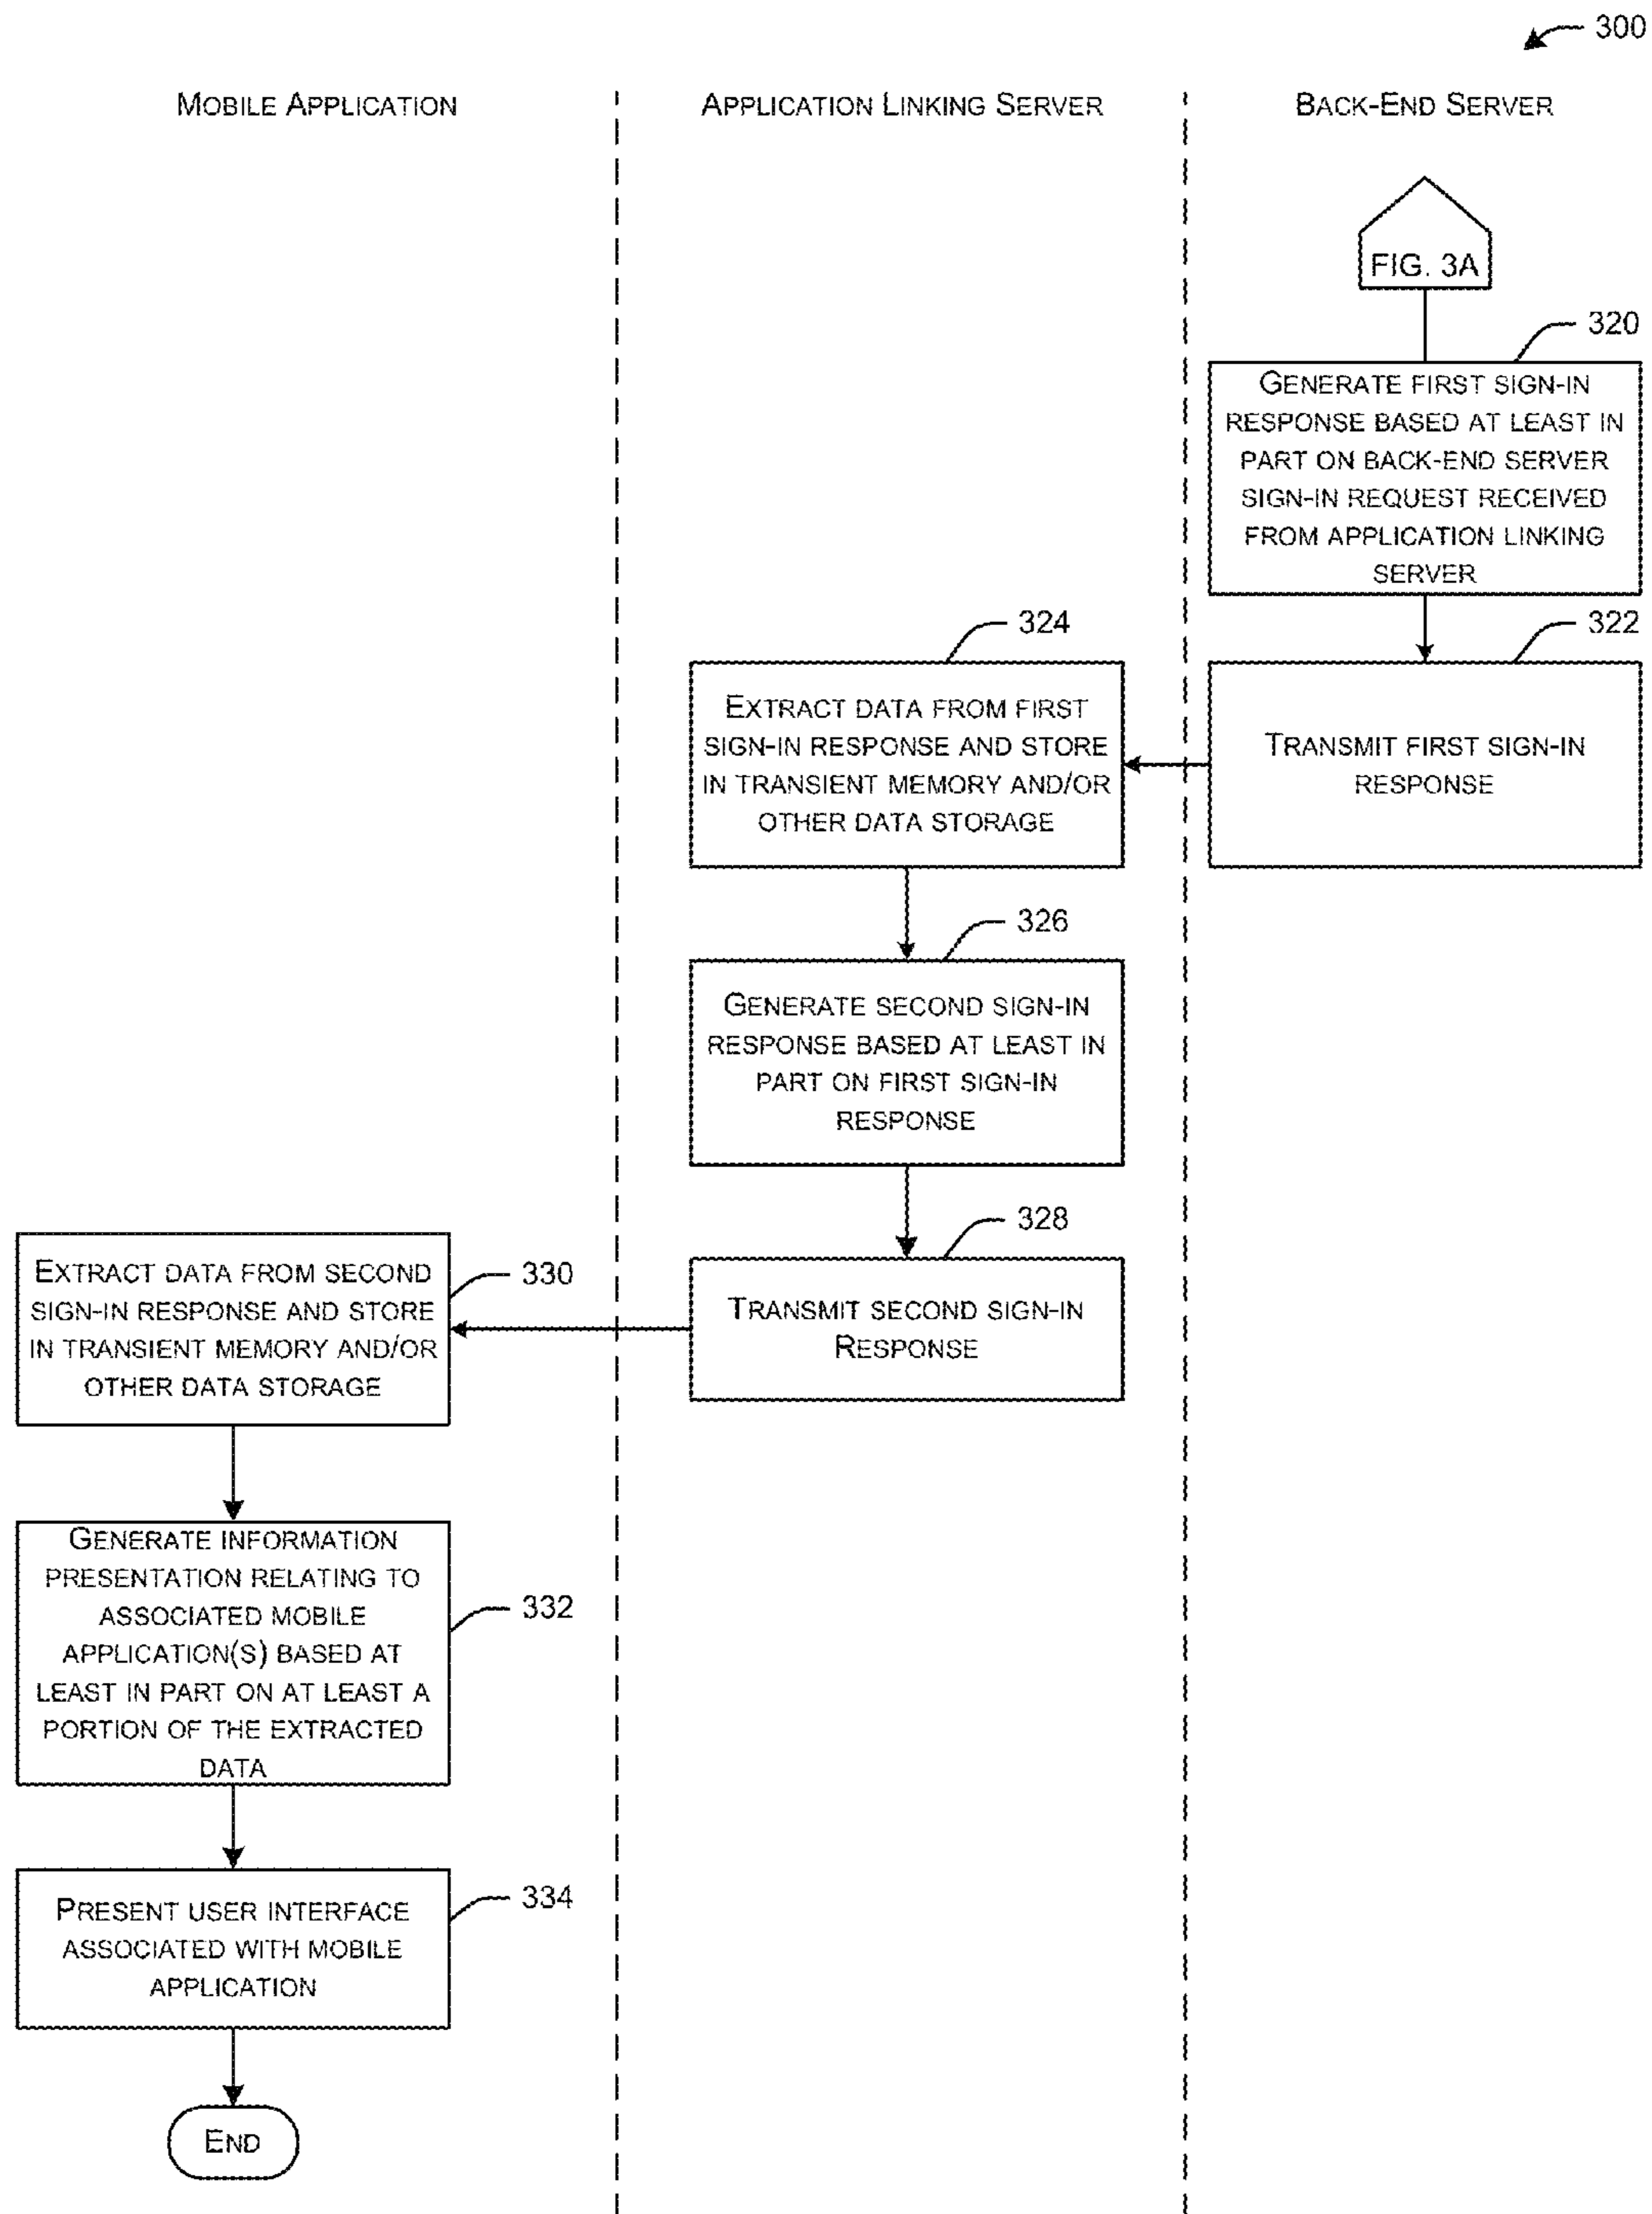 300
MOBILE APPLICATION
APPLICATION LINKING SERVER
BACK-END SERVER
FIG. 3A
320
GENERATE FIRST SIGN-IN
RESPONSE BASED AT LEAST IN
PART ON BACK-END SERVER
SIGN-IN REQUEST RECEIVED
FROM APPLICATION LINKING
SERVER
322
TRANSMIT FIRST SIGN-IN
RESPONSE
324
EXTRACT DATA FROM FIRST
SIGN-IN RESPONSE AND STORE
IN TRANSIENT MEMORY AND/OR
OTHER DATA STORAGE
326
GENERATE SECOND SIGN-IN
RESPONSE BASED AT LEAST IN
PART ON FIRST SIGN-IN
RESPONSE
328
TRANSMIT SECOND SIGN-IN
RESPONSE
330
EXTRACT DATA FROM SECOND
SIGN-IN RESPONSE AND STORE
IN TRANSIENT MEMORY AND/OR
OTHER DATA STORAGE
332
GENERATE INFORMATION
PRESENTATION RELATING TO
ASSOCIATED MOBILE
APPLICATION(S) BASED AT
LEAST IN PART ON AT LEAST A
PORTION OF THE EXTRACTED
DATA
334
PRESENT USER INTERFACE
ASSOCIATED WITH MOBILE
APPLICATION
END